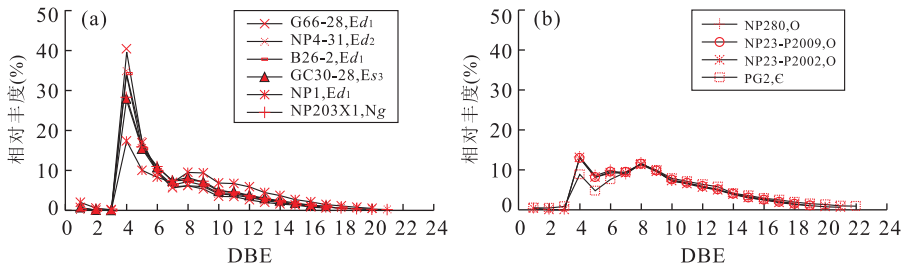 (a)
G66-28,Ed1
NP4-31,Ed2
B26-2,Ed1
GC30-28,Es3
NP1,Ed1
NP203X1,Ng
相对丰度(%)
50
40
30
20
10
0
0 2 4 6 8 10 12 14 16 18 20 22 24
DBE
(b)
NP280,O
NP23-P2009,O
NP23-P2002,O
PG2,Є
相对丰度(%)
50
40
30
20
10
0
0 2 4 6 8 10 12 14 16 18 20 22 24
DBE